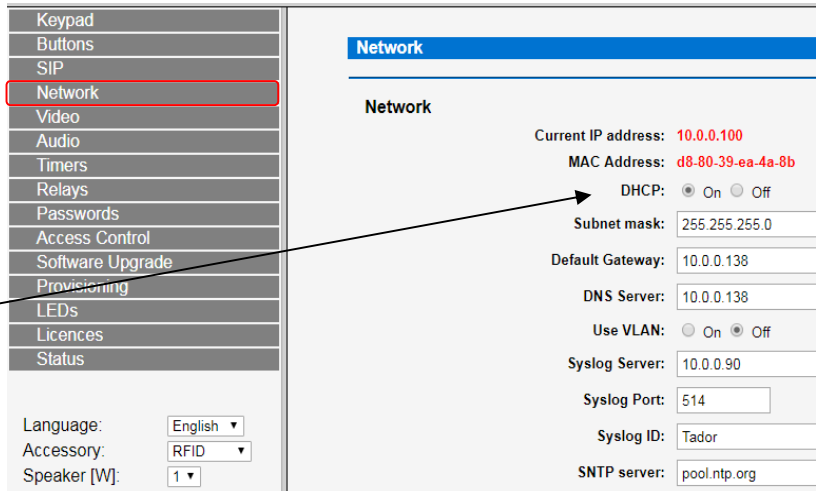 Keypad
Buttons
SIP
Network
Video
Audio
Timers
Relays
Passwords
Access Control
Software Upgrade
Provisioning
LEDs
Licences
Status
Language: English
Accessory: RFID
Speaker [W]: 1
Network
Network
Current IP address: 10.0.0.100
MAC Address: d8-80-39-ea-4a-8b
DHCP: On Off
Subnet mask: 255.255.255.0
Default Gateway: 10.0.0.138
DNS Server: 10.0.0.138
Use VLAN: On Off
Syslog Server: 10.0.0.90
Syslog Port: 514
Syslog ID: Tador
SNTP server: pool.ntp.org